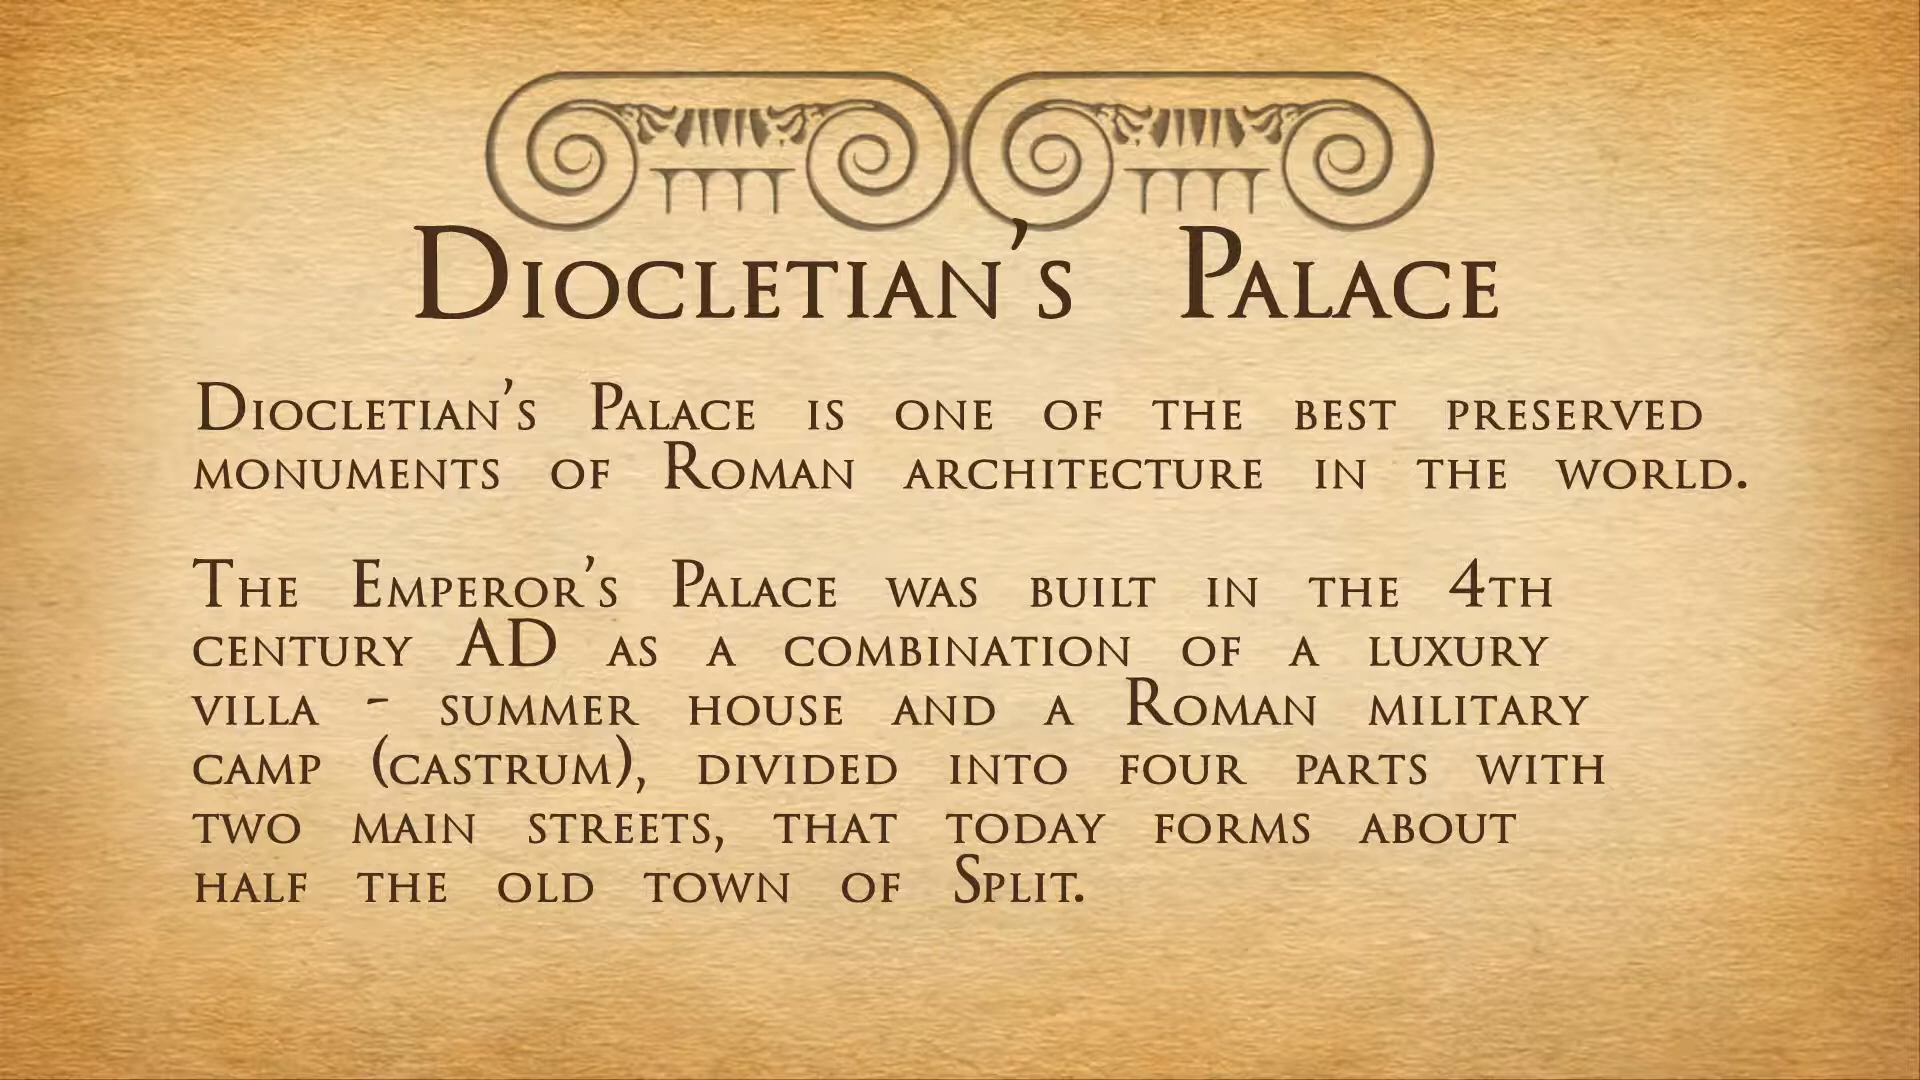 Diocletian's Palace
Diocletian's Palace is one of the best preserved
monuments of Roman architecture in the world.
The Emperor's Palace was built in the 4th
century AD as a combination of a luxury
villa - summer house and a Roman military
camp (castrum), divided into four parts with
two main streets, that today forms about
half the old town of Split.